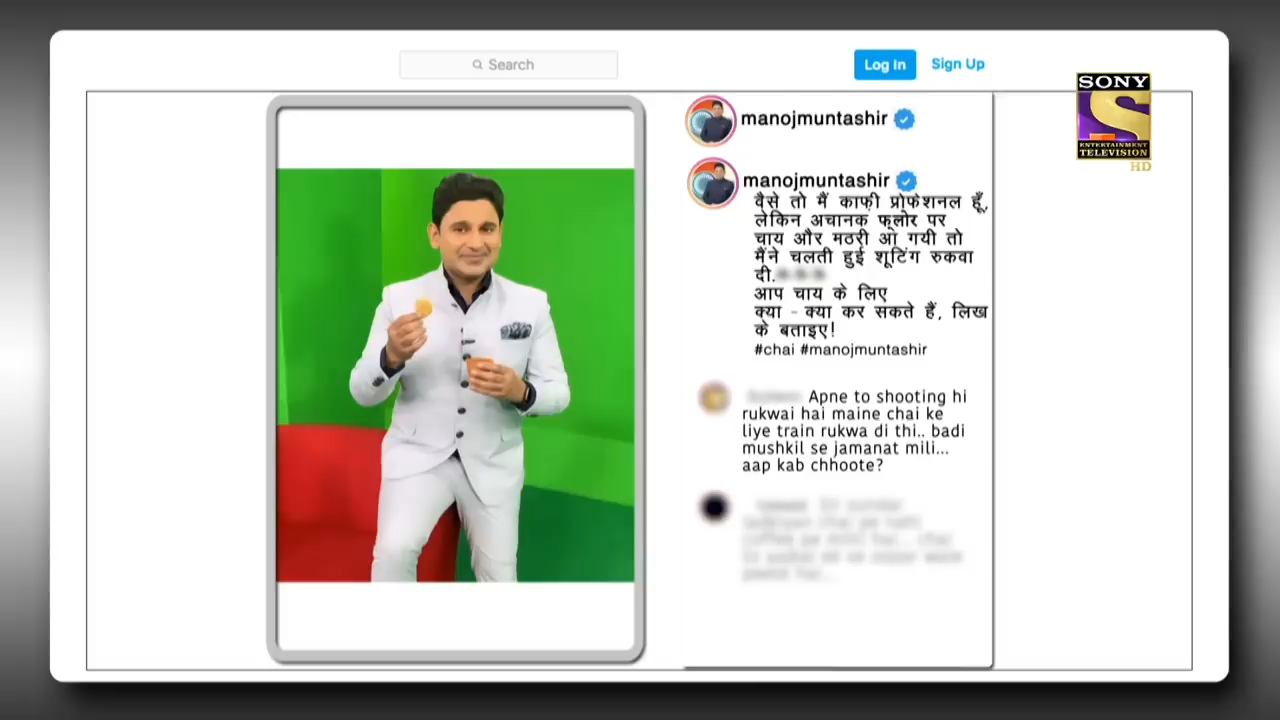 Search
Log In
Sign Up
SONY
ENTERTAINMENT
TELEVISION
HD
manojmuntashir
manojmuntashir
वैसे तो मैं काफ़ी प्रोफेशनल हूँ,
लेकिन अचानक फ्लोर पर
चाय और मठरी आ गयी तो
मैंने चलती हुई शूटिंग रुकवा
दी.
आप चाय के लिए
क्या - क्या कर सकते हैं, लिख
के बताइए!
#chai #manojmuntashir
Apne to shooting hi
rukwai hai maine chai ke
liye train rukwa di thi.. badi
mushkil se jamanat mili...
aap kab chhoote?